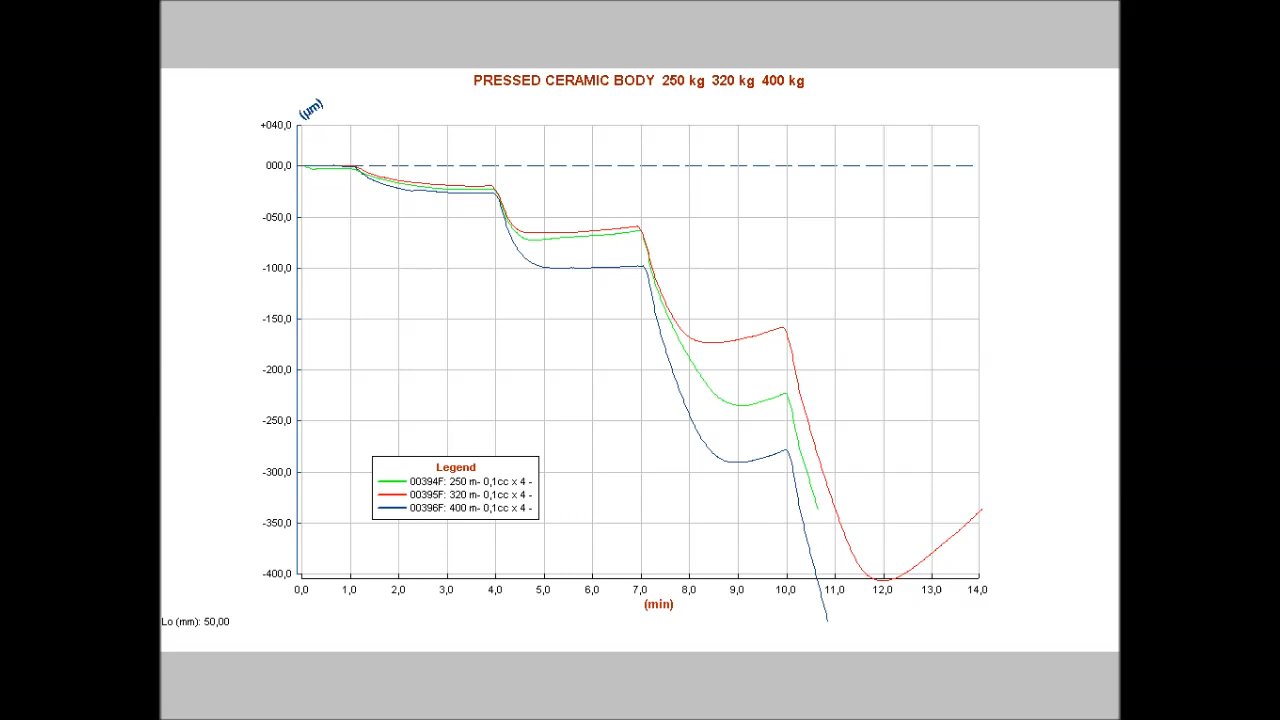 PRESSED CERAMIC BODY 250 kg 320 kg 400 kg
(µm)
+040,0
000,0
-050,0
-100,0
-150,0
-200,0
-250,0
-300,0
-350,0
-400,0
Legend
00394F: 250 m- 0,1cc x 4 -
00395F: 320 m- 0,1cc x 4 -
00396F: 400 m- 0,1cc x 4 -
0,0 1,0 2,0 3,0 4,0 5,0 6,0 7,0 8,0 9,0 10,0 11,0 12,0 13,0 14,0
(min)
Lo (mm): 50,00